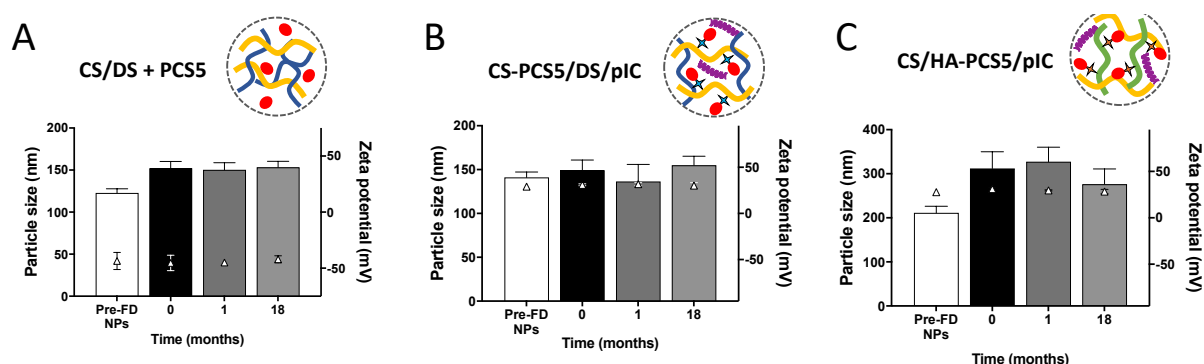 A
CS/DS + PCS5
Particle size (nm)
200
150
100
50
0
50
0
-50
Zeta potential (mV)
Pre-FD
NPs
0
1
18
Time (months)
B
CS-PCS5/DS/pIC
Particle size (nm)
200
150
100
50
0
50
0
-50
Zeta potential (mV)
Pre-FD
NPs
0
1
18
Time (months)
C
CS/HA-PCS5/pIC
Particle size (nm)
400
300
200
100
0
50
0
-50
Zeta potential (mV)
Pre-FD
NPs
0
1
18
Time (months)